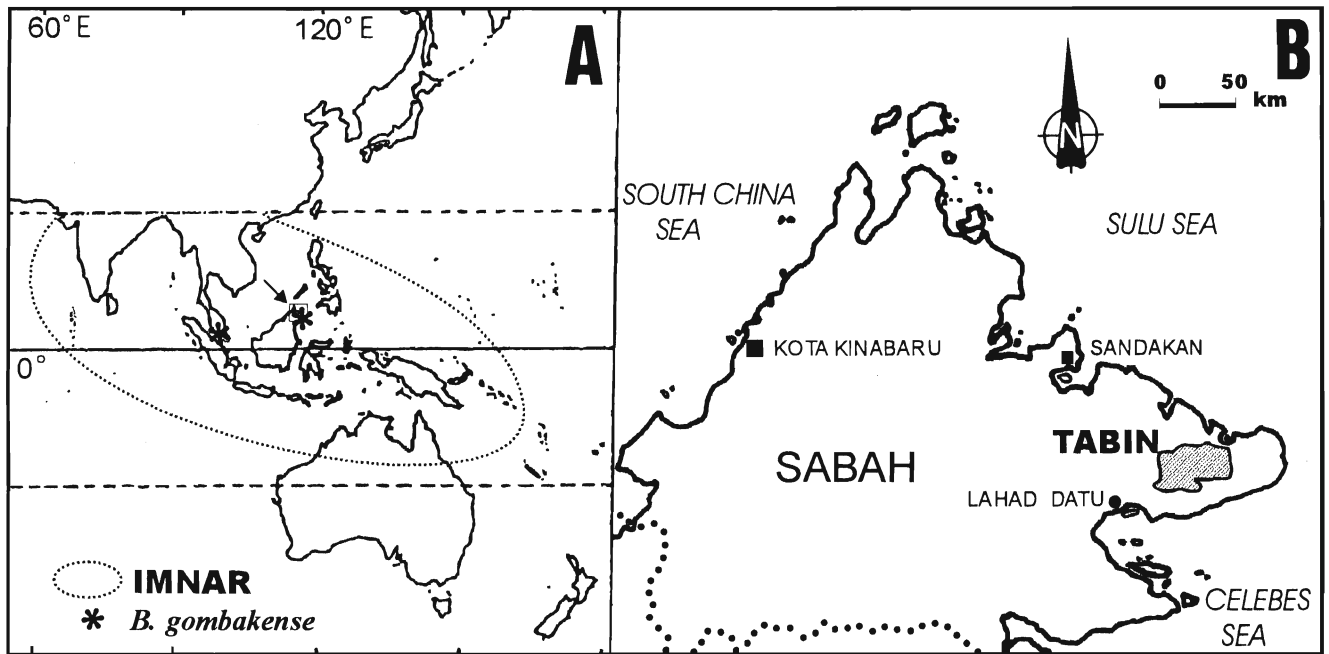 60° E
120° E
A
0°
IMNAR
B. gombakense
B
0 50
km
N
SOUTH CHINA
SEA
SULU SEA
KOTA KINABARU
SANDAKAN
TABIN
SABAH
LAHAD DATU
CELEBES
SEA